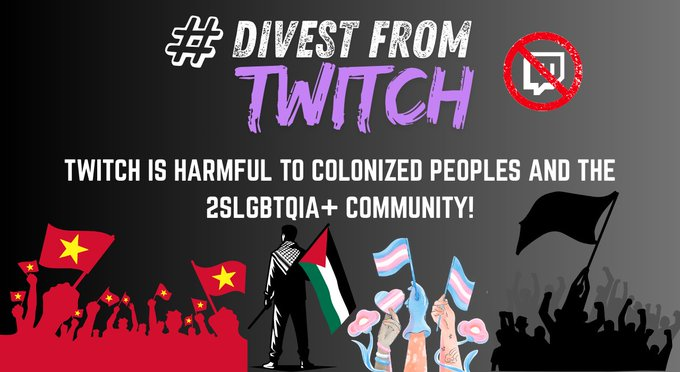 # DIVEST FROM
TWITCH
TWITCH IS HARMFUL TO COLONIZED PEOPLES AND THE
2SLGBTQIA+ COMMUNITY!